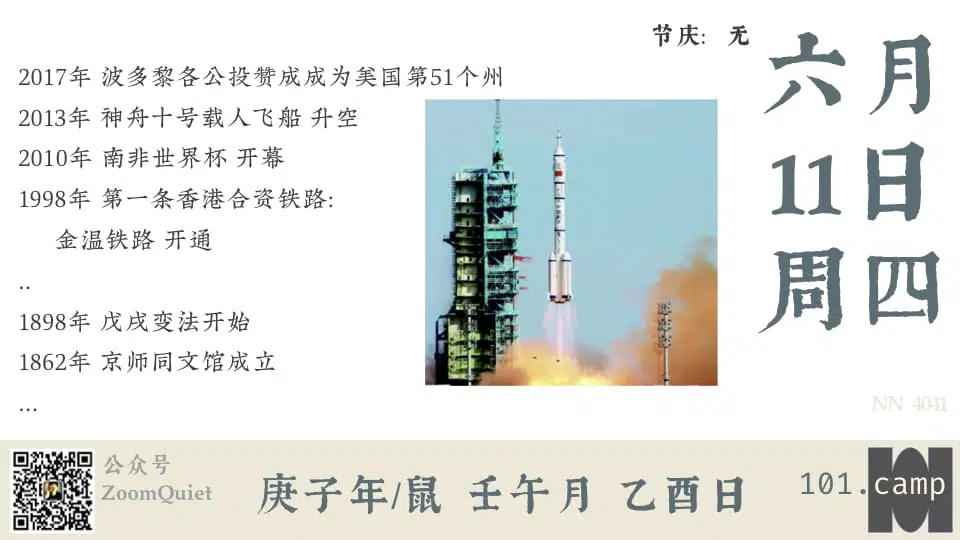 节庆: 无
2017年 波多黎各公投赞成成为美国第51个州
2013年 神舟十号载人飞船 升空
2010年 南非世界杯 开幕
1998年 第一条香港合资铁路:
金温铁路 开通
..
1898年 戊戌变法开始
1862年 京师同文馆成立
...
六月
11日
周四
NN 4041
公众号
ZoomQuiet
庚子年/鼠 壬午月 乙酉日
101.camp